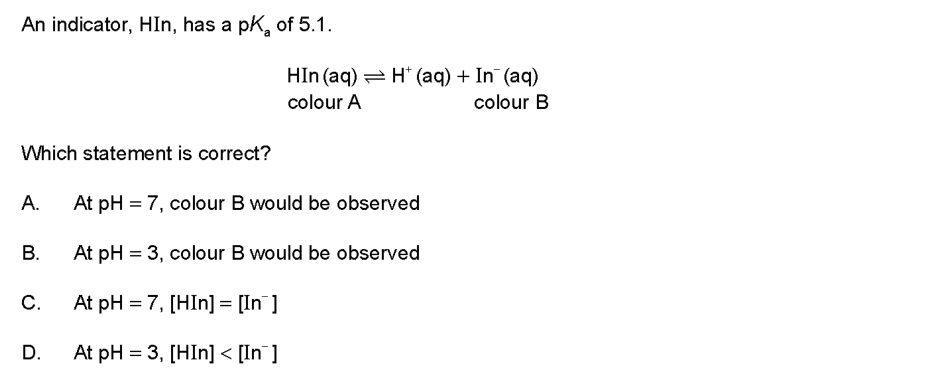 An indicator, HIn, has a pKₐ of 5.1.
HIn (aq) ⇌ H⁺ (aq) + In⁻ (aq)
colour A colour B
Which statement is correct?
A. At pH = 7, colour B would be observed
B. At pH = 3, colour B would be observed
C. At pH = 7, [HIn] = [In⁻]
D. At pH = 3, [HIn] < [In⁻]